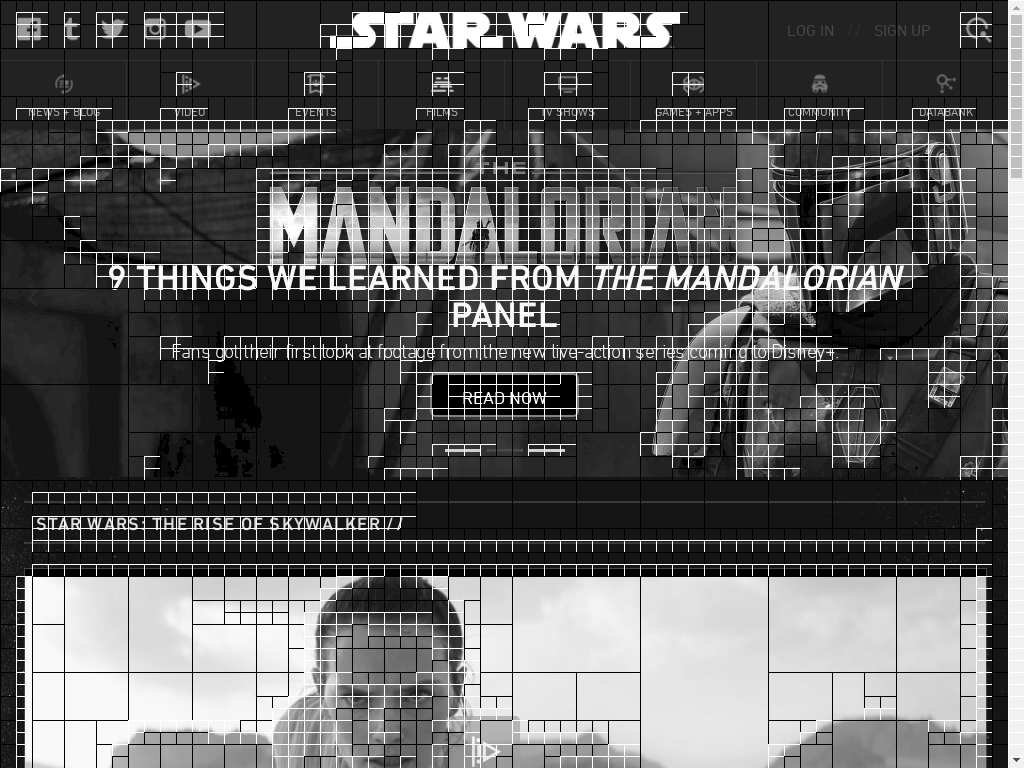 STAR WARS
LOG IN // SIGN UP
NEWS + BLOG VIDEO EVENTS FILMS TV SHOWS GAMES + APPS COMMUNITY DATABANK
THE
MANDALORIAN
9 THINGS WE LEARNED FROM THE MANDALORIAN
PANEL
Fans got their first look at footage from the new live-action series coming to Disney+.
READ NOW
STAR WARS: THE RISE OF SKYWALKER //